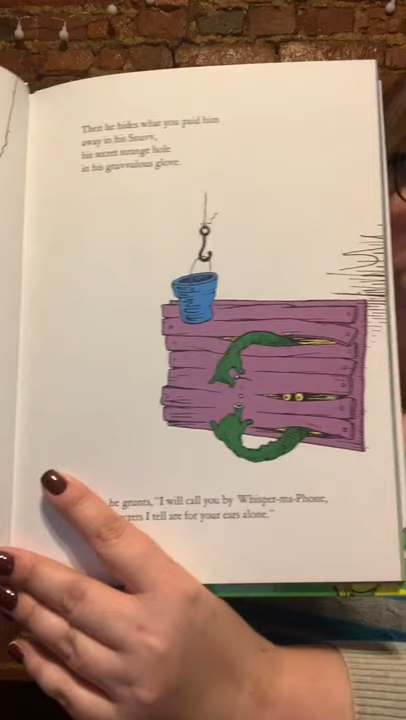 Then he hides what you paid him
away in his Snuvv,
his secret strange hole
in his gruvvulous glove.
he grunts, "I will call you by Whisper-ma-Phone,
I tell are for your ears alone."